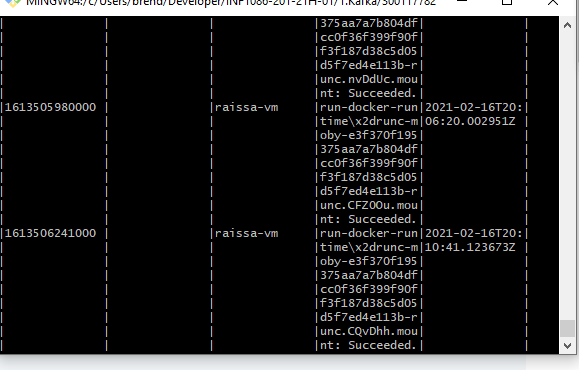 MINGW64:/c/Users/brend/Developer/INF1086-201-21H-01/1.Kafka/300117782
|          |          |          |375aa7a7b804df|          |
|          |          |          |cc0f36f399f90f|          |
|          |          |          |f3f187d38c5d05|          |
|          |          |          |d5f7ed4e113b-r|          |
|          |          |          |unc.nvDdUc.mou|          |
|          |          |          |nt: Succeeded.|          |
|1613505980000 |          |raissa-vm |run-docker-run|2021-02-16T20:|
|          |          |          |time\x2drunc-m|06:20.002951Z |
|          |          |          |oby-e3f370f195|          |
|          |          |          |375aa7a7b804df|          |
|          |          |          |cc0f36f399f90f|          |
|          |          |          |f3f187d38c5d05|          |
|          |          |          |d5f7ed4e113b-r|          |
|          |          |          |unc.CFZOOu.mou|          |
|          |          |          |nt: Succeeded.|          |
|1613506241000 |          |raissa-vm |run-docker-run|2021-02-16T20:|
|          |          |          |time\x2drunc-m|10:41.123673Z |
|          |          |          |oby-e3f370f195|          |
|          |          |          |375aa7a7b804df|          |
|          |          |          |cc0f36f399f90f|          |
|          |          |          |f3f187d38c5d05|          |
|          |          |          |d5f7ed4e113b-r|          |
|          |          |          |unc.CQvDhh.mou|          |
|          |          |          |nt: Succeeded.|          |